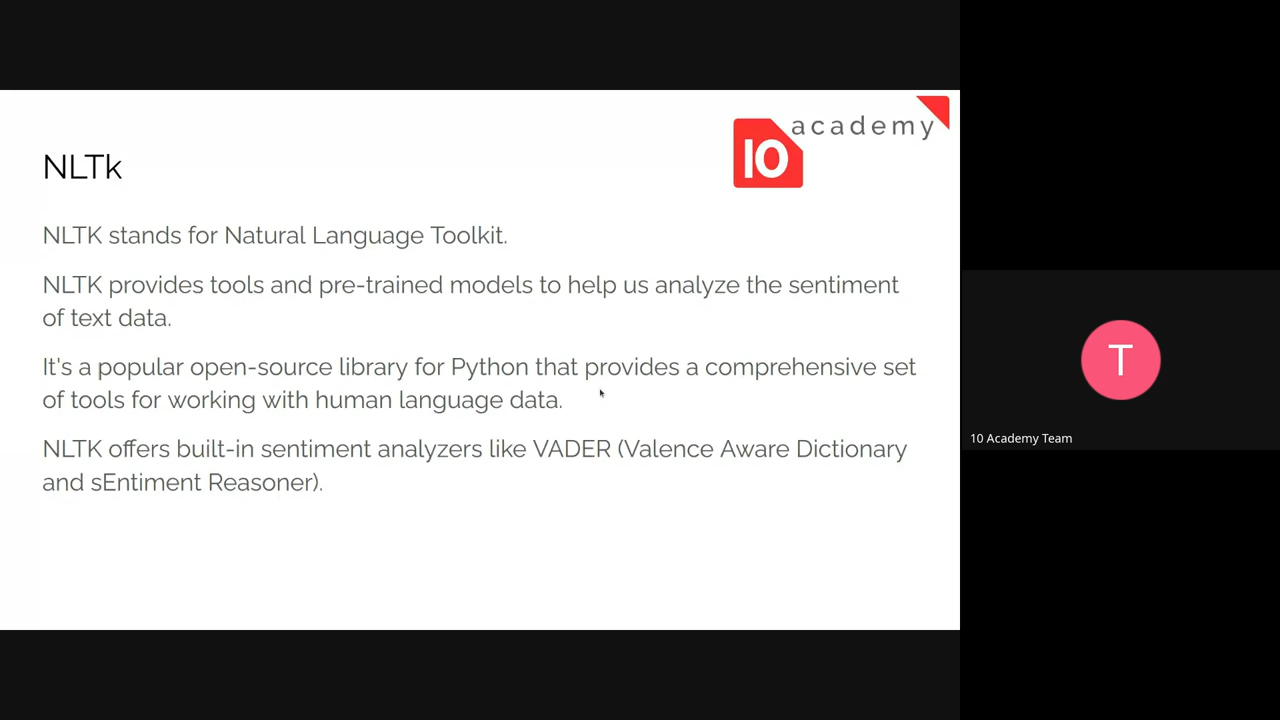 10 academy
NLTk
NLTK stands for Natural Language Toolkit.
NLTK provides tools and pre-trained models to help us analyze the sentiment
of text data.
It's a popular open-source library for Python that provides a comprehensive set
of tools for working with human language data.
NLTK offers built-in sentiment analyzers like VADER (Valence Aware Dictionary
and sEntiment Reasoner).
T
10 Academy Team